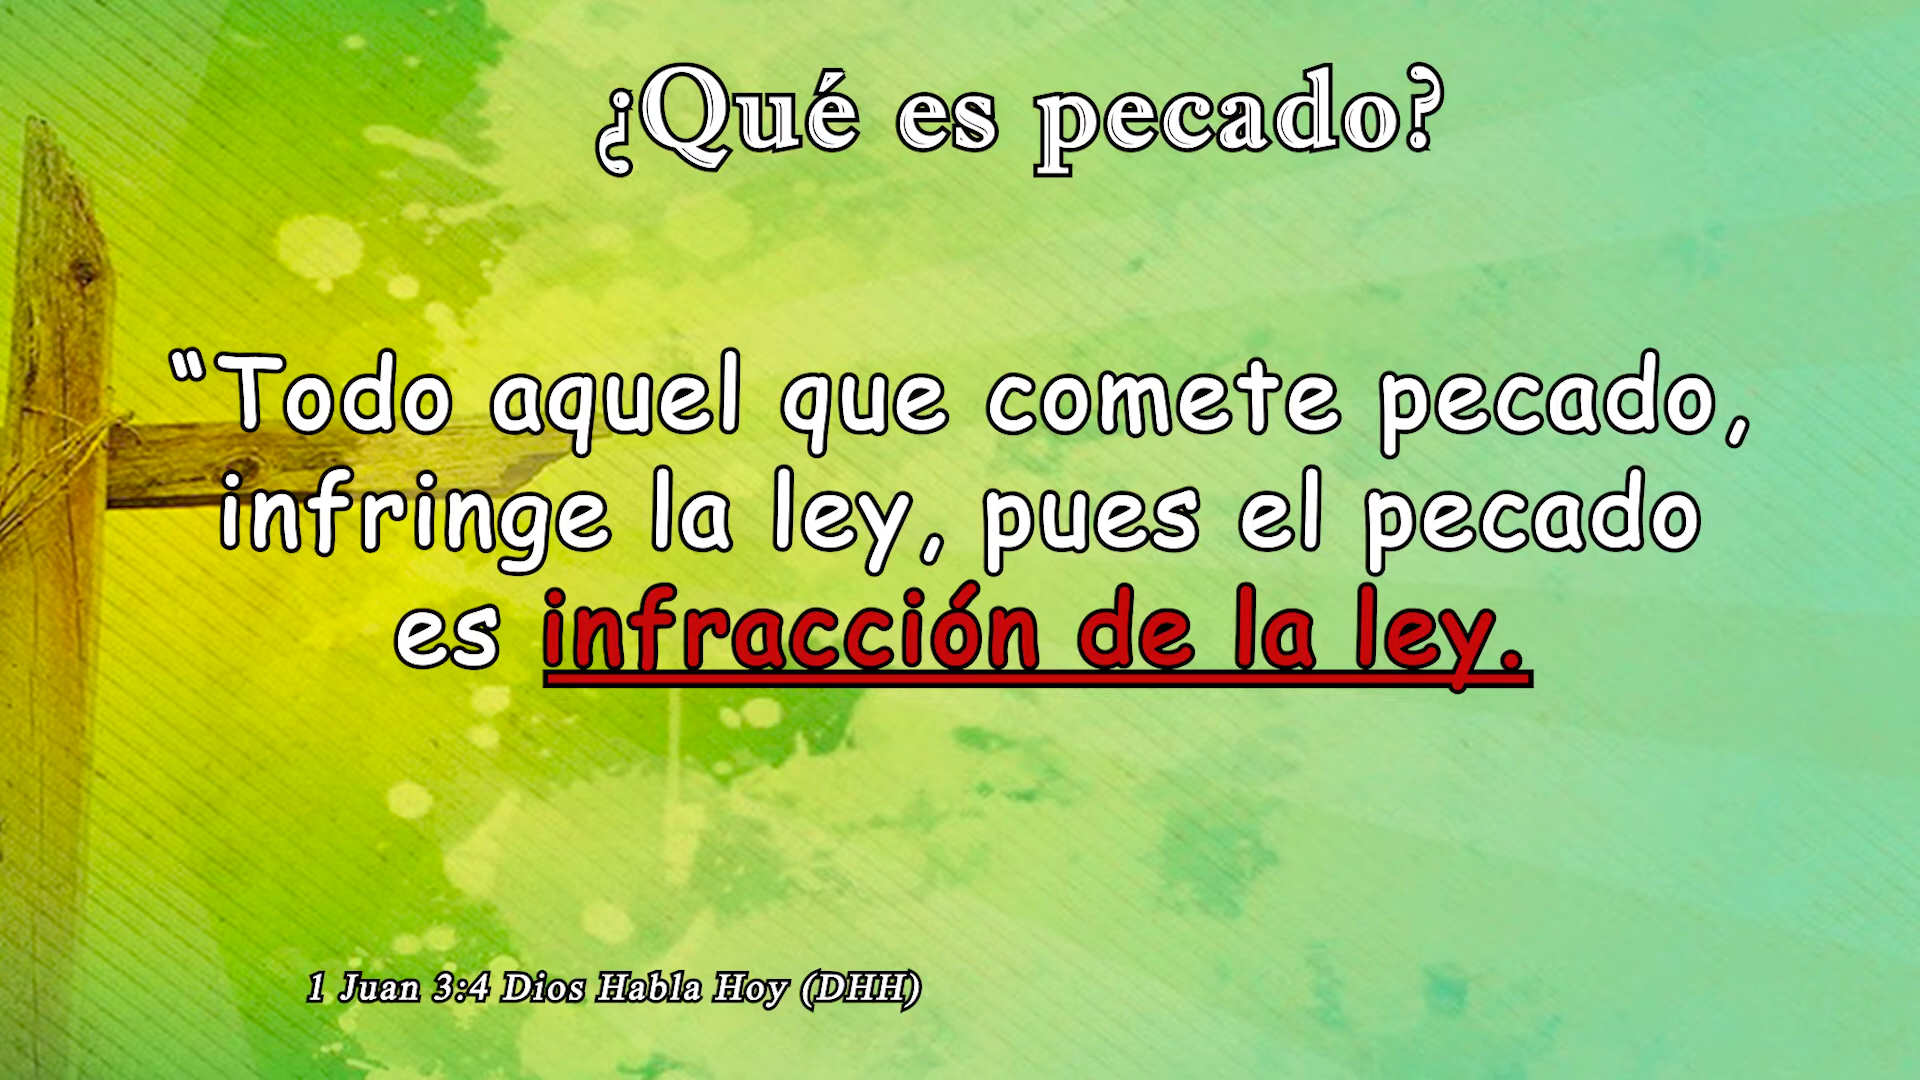 ¿Qué es pecado?
“Todo aquel que comete pecado,
infringe la ley, pues el pecado
es infracción de la ley.
1 Juan 3:4 Dios Habla Hoy (DHH)